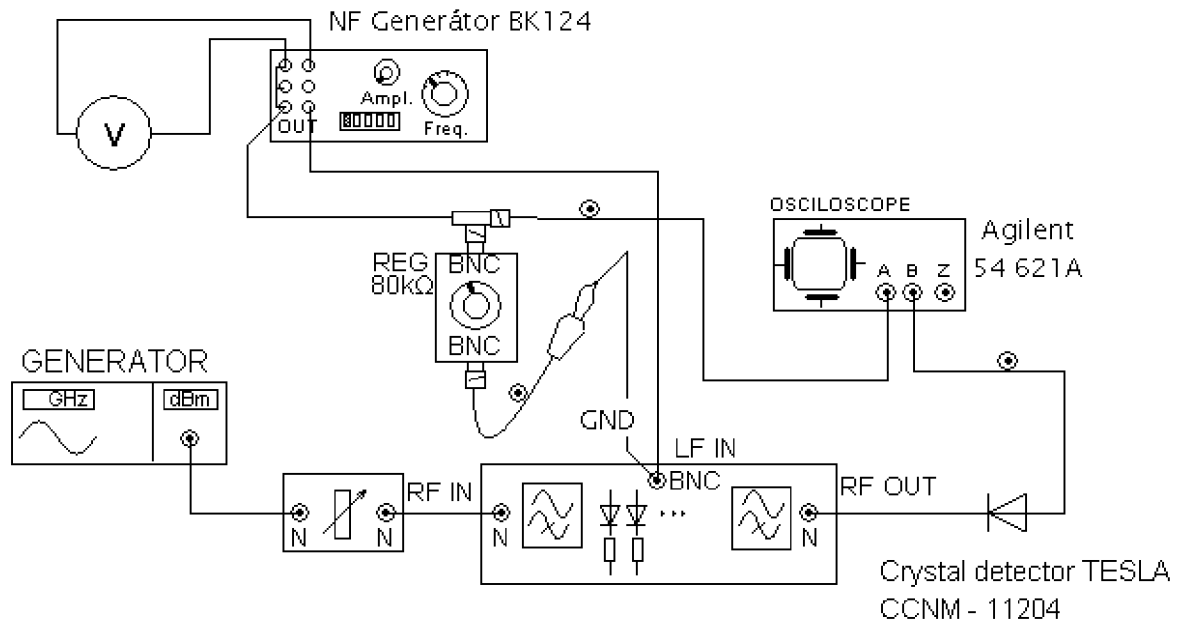 NF Generátor BK124
V
Ampl.
OUT
00000
Freq.
OSCILOSCOPE
Agilent
54 621A
A B Z
REG
80kΩ
BNC
BNC
GENERATOR
GHz
dBm
GND
LF IN
BNC
RF IN
RF OUT
N
N
N
N
Crystal detector TESLA
CCNM - 11204